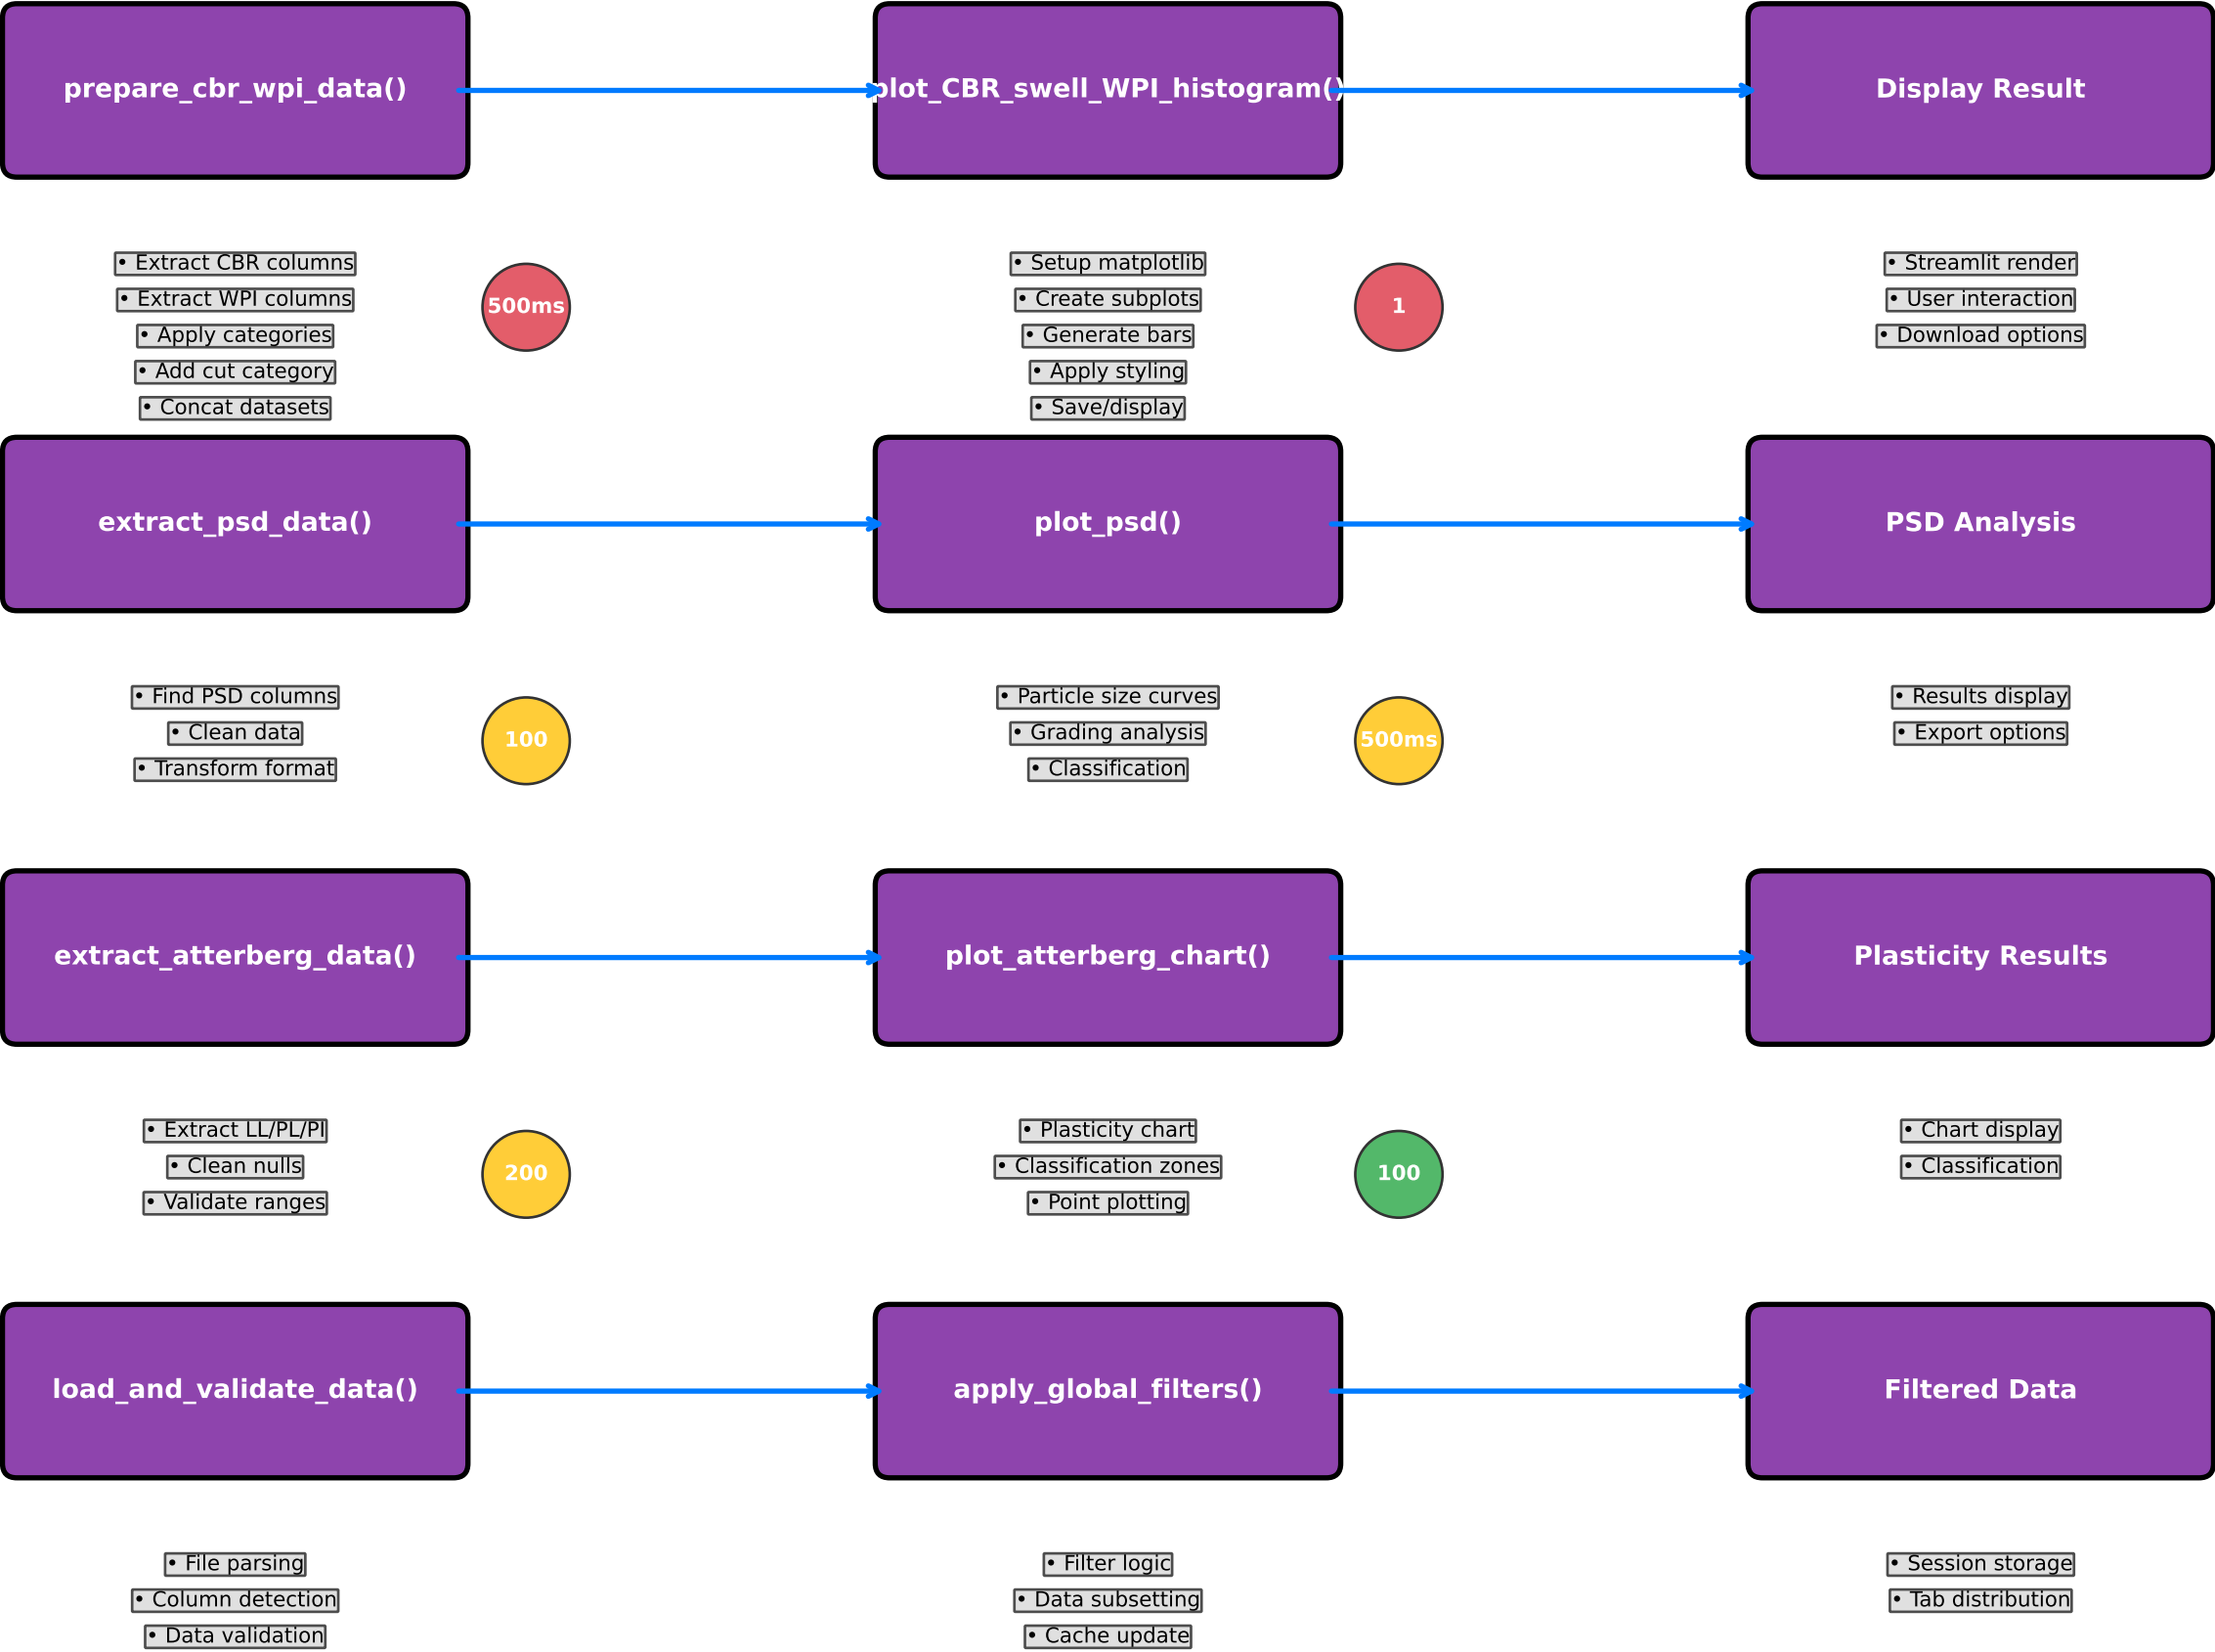 prepare_cbr_wpi_data()
plot_CBR_swell_WPI_histogram()
Display Result
• Extract CBR columns
• Extract WPI columns
• Apply categories
• Add cut category
• Concat datasets
500ms
• Setup matplotlib
• Create subplots
• Generate bars
• Apply styling
• Save/display
1
• Streamlit render
• User interaction
• Download options
extract_psd_data()
plot_psd()
PSD Analysis
• Find PSD columns
• Clean data
• Transform format
100
• Particle size curves
• Grading analysis
• Classification
500ms
• Results display
• Export options
extract_atterberg_data()
plot_atterberg_chart()
Plasticity Results
• Extract LL/PL/PI
• Clean nulls
• Validate ranges
200
• Plasticity chart
• Classification zones
• Point plotting
100
• Chart display
• Classification
load_and_validate_data()
apply_global_filters()
Filtered Data
• File parsing
• Column detection
• Data validation
• Filter logic
• Data subsetting
• Cache update
• Session storage
• Tab distribution